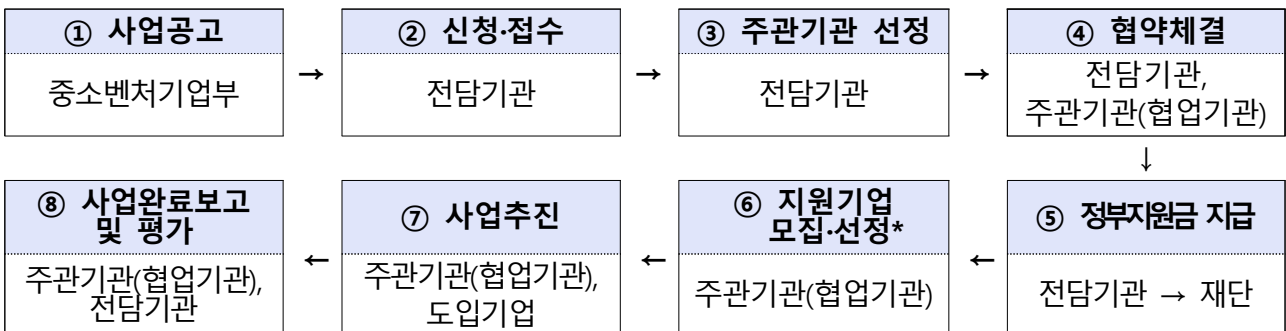 ① 사업공고
중소벤처기업부
→
② 신청·접수
전담기관
→
③ 주관기관 선정
전담기관
→
④ 협약체결
전담기관,
주관기관(협업기관)
↓
⑤ 정부지원금 지급
전담기관 → 재단
←
⑥ 지원기업
모집·선정*
주관기관(협업기관)
←
⑦ 사업추진
주관기관(협업기관),
도입기업
←
⑧ 사업완료보고
및 평가
주관기관(협업기관),
전담기관